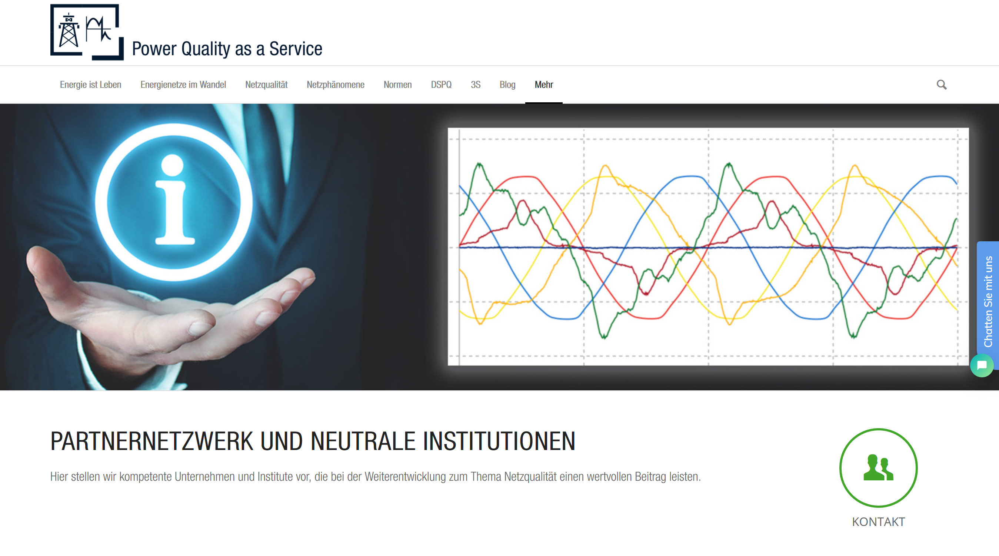 Power Quality as a Service
Energie ist Leben
Energienetze im Wandel
Netzqualität
Netzphänomene
Normen
DSPQ
3S
Blog
Mehr
i
Chatten Sie mit uns
PARTNERNETZWERK UND NEUTRALE INSTITUTIONEN
Hier stellen wir kompetente Unternehmen und Institute vor, die bei der Weiterentwicklung zum Thema Netzqualität einen wertvollen Beitrag leisten.
KONTAKT